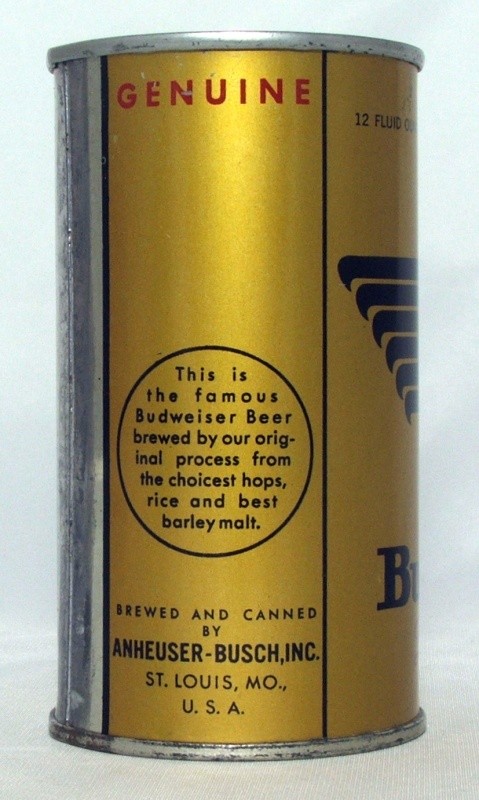 GENUINE
12 FLUID
This is
the famous
Budweiser Beer
brewed by our orig-
inal process from
the choicest hops,
rice and best
barley malt.
BREWED AND CANNED
BY
ANHEUSER-BUSCH, INC.
ST. LOUIS, MO.,
U. S. A.